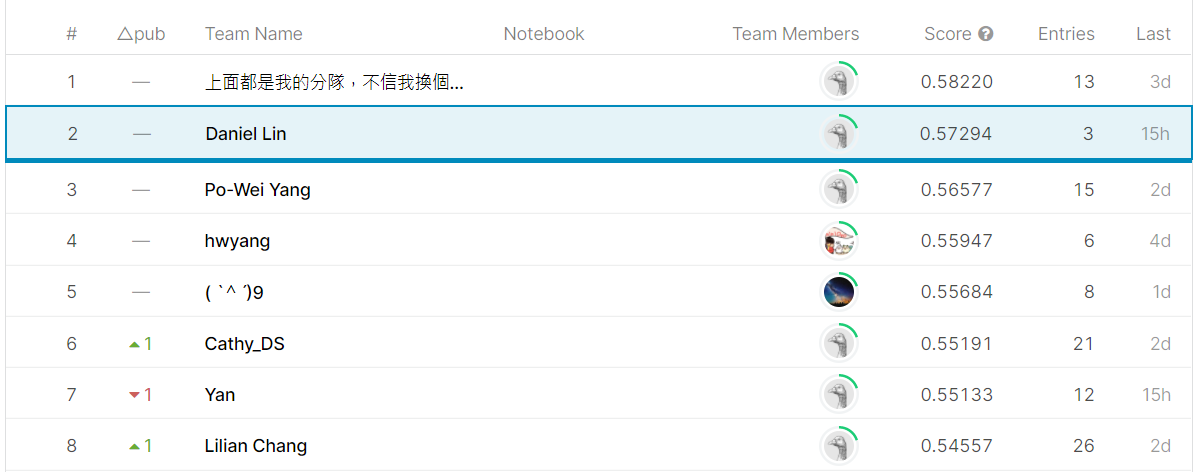 # △pub Team Name Notebook Team Members Score ? Entries Last
1 — 上面都是我的分隊，不信我換個... 0.58220 13 3d
2 — Daniel Lin 0.57294 3 15h
3 — Po-Wei Yang 0.56577 15 2d
4 — hwyang 0.55947 6 4d
5 — ( `^ ´)9 0.55684 8 1d
6 ▲1 Cathy_DS 0.55191 21 2d
7 ▼1 Yan 0.55133 12 15h
8 ▲1 Lilian Chang 0.54557 26 2d